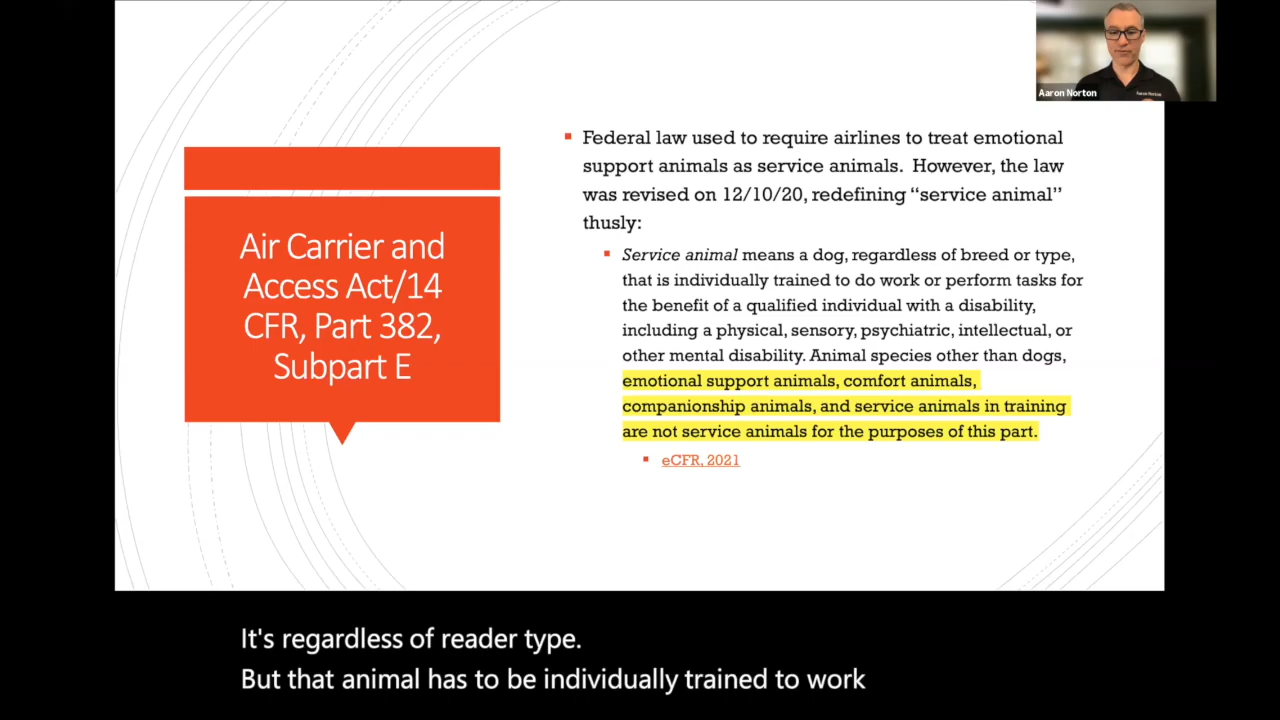 Aaron Norton
Air Carrier and
Access Act/14
CFR, Part 382,
Subpart E
Federal law used to require airlines to treat emotional
support animals as service animals.  However, the law
was revised on 12/10/20, redefining “service animal”
thusly:
Service animal means a dog, regardless of breed or type,
that is individually trained to do work or perform tasks for
the benefit of a qualified individual with a disability,
including a physical, sensory, psychiatric, intellectual, or
other mental disability. Animal species other than dogs,
emotional support animals, comfort animals,
companionship animals, and service animals in training
are not service animals for the purposes of this part.
eCFR, 2021
It's regardless of reader type.
But that animal has to be individually trained to work